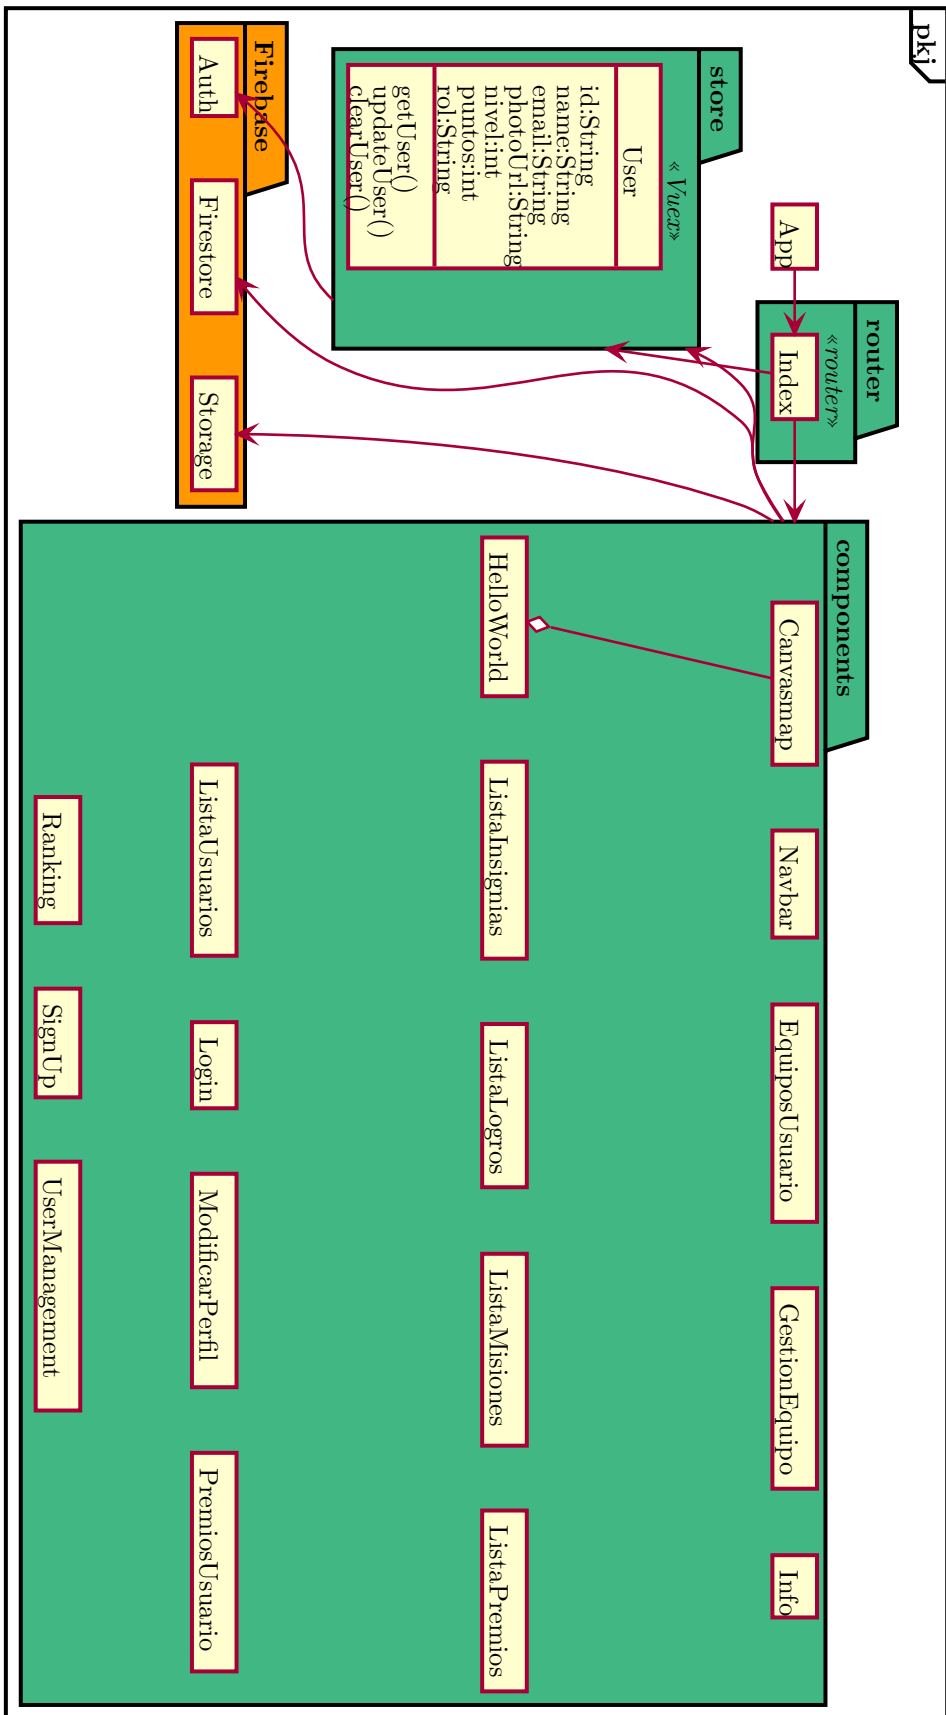 pkj
App
router
«router»
Index
store
«Vuex»
User
id:String
name:String
email:String
photoUrl:String
nivel:int
puntos:int
rol:String
getUser()
updateUser()
clearUser()
Firebase
Auth
Firestore
Storage
components
Canvasmap
Navbar
EquiposUsuario
GestionEquipo
Info
HelloWorld
ListaInsignias
ListaLogros
ListaMisiones
ListaPremios
ListaUsuarios
Login
ModificarPerfil
PremiosUsuario
Ranking
SignUp
UserManagement